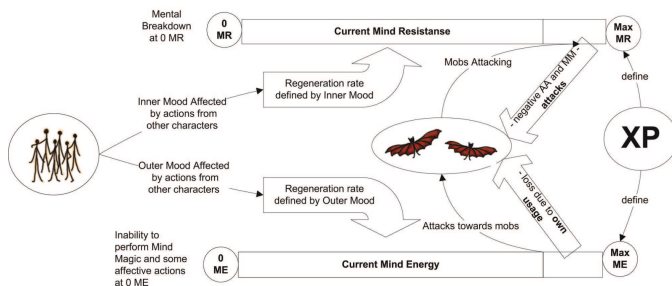 Mental
Breakdown
at 0 MR
0
MR
Current Mind Resistanse
Max
MR
Mobs Attacking
- negative AA and MM -
attacks
define
Regeneration rate
defined by Inner Mood
Inner Mood Affected
by actions from
other characters
XP
Outer Mood Affected
by actions from
other characters
Regeneration rate
defined by Outer Mood
- loss due to own
usage
define
Attacks towards mobs
Inability to
perform Mind
Magic and some
affective actions
at 0 ME
0
ME
Current Mind Energy
Max
ME